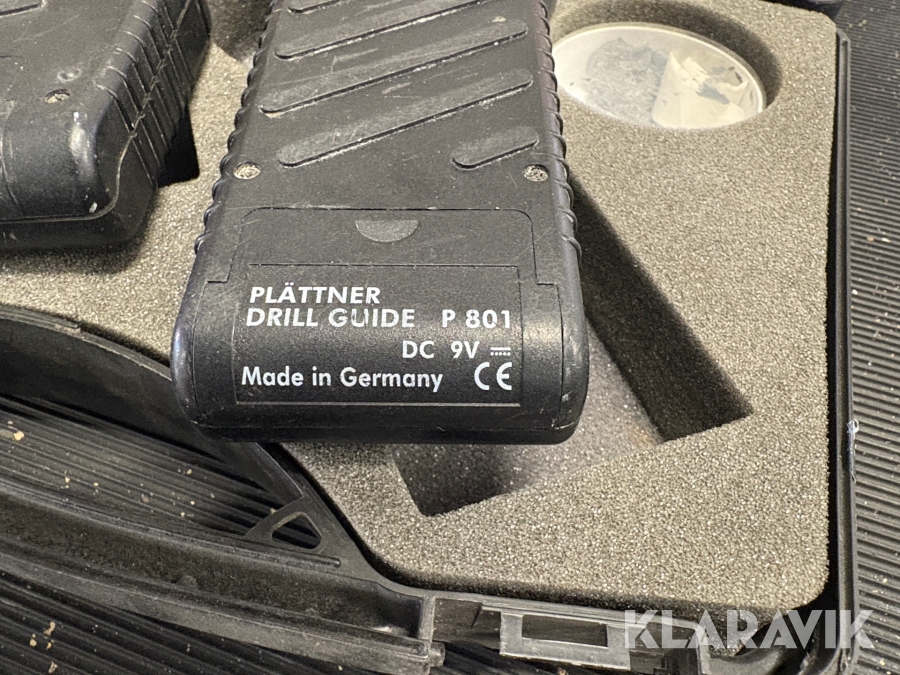 PLÄTTNER
DRILL GUIDE P 801
DC 9V
Made in Germany CE
KLARAVIK